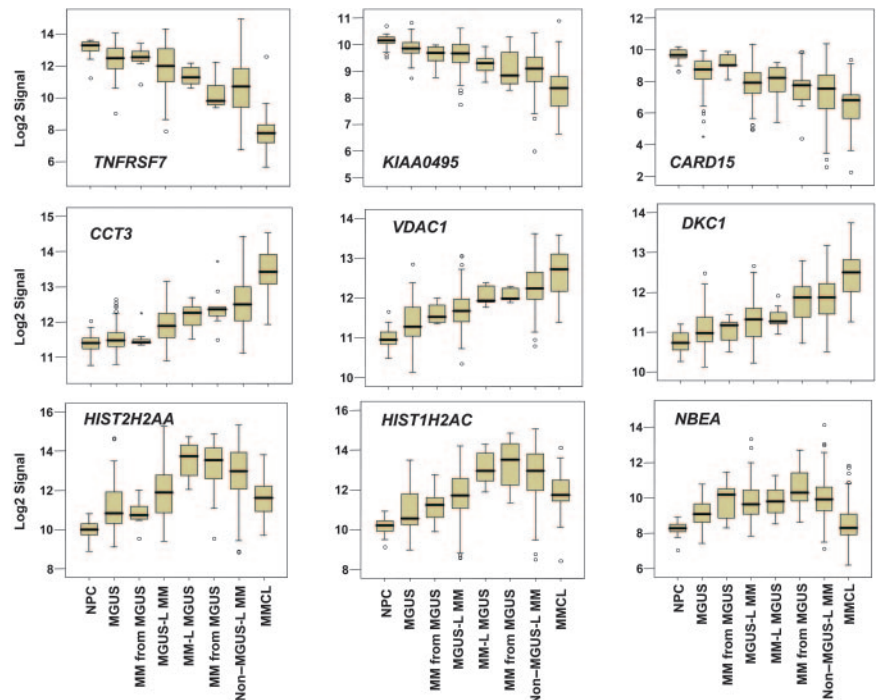 Log2 Signal
14
12
10
8
6
TNFRSF7
11
10
9
8
7
6
5
KIAA0495
12
10
8
6
4
2
CARD15
Log2 Signal
15
14
13
12
11
CCT3
14
13
12
11
10
VDAC1
14
13
12
11
10
DKC1
Log2 Signal
16
14
12
10
8
HIST2H2AA
16
14
12
10
8
HIST1H2AC
14
12
10
8
6
NBEA
NPC
MGUS
MM from MGUS
MGUS-L MM
MM-L MGUS
MM from MGUS
Non–MGUS-L MM
MMCL
NPC
MGUS
MM from MGUS
MGUS-L MM
MM-L MGUS
MM from MGUS
Non–MGUS-L MM
MMCL
NPC
MGUS
MM from MGUS
MGUS-L MM
MM-L MGUS
MM from MGUS
Non–MGUS-L MM
MMCL